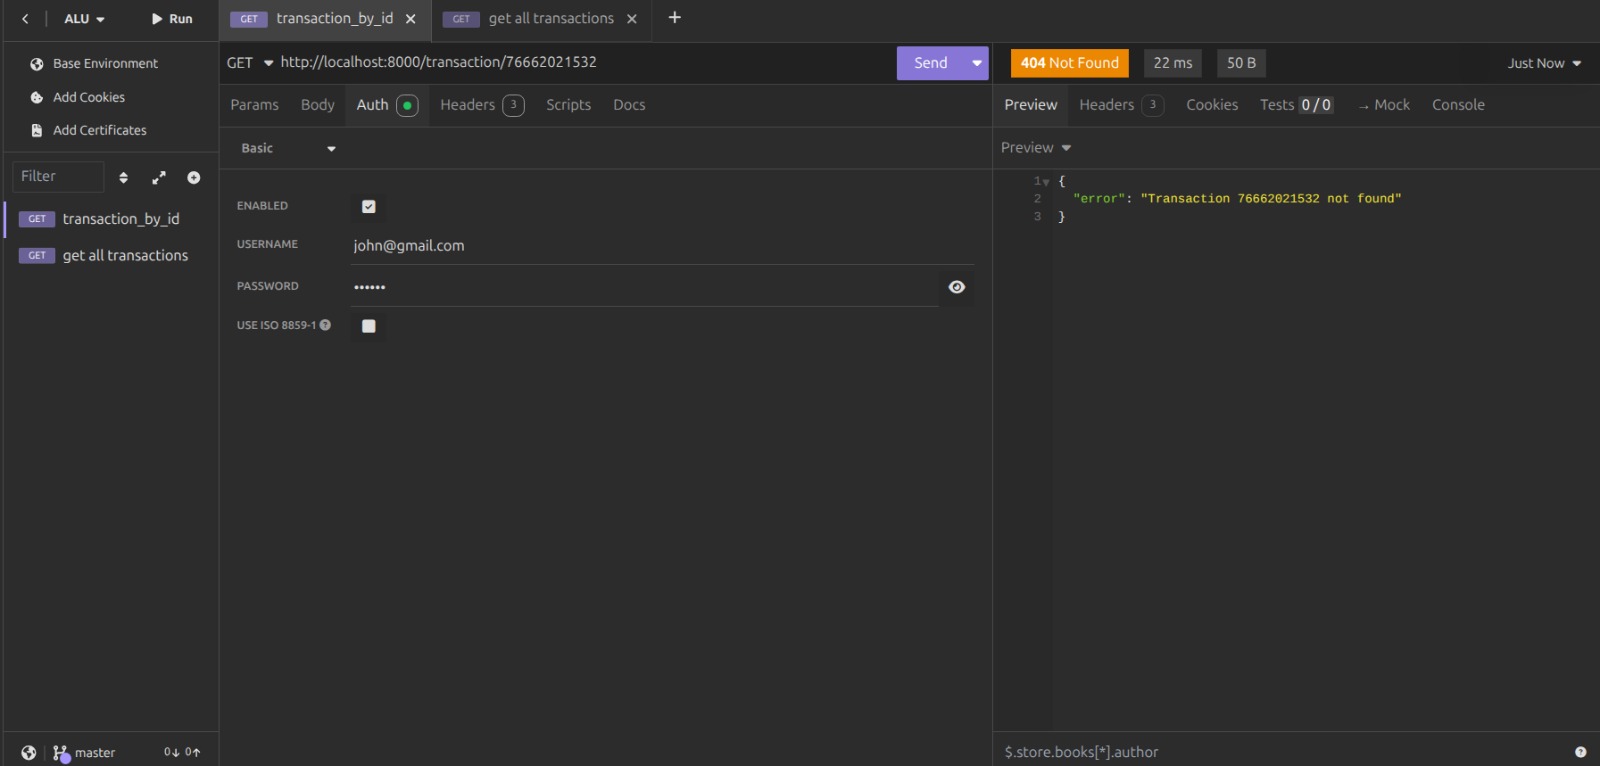 ALU
Run
GET transaction_by_id
GET get all transactions
Base Environment
Add Cookies
Add Certificates
Filter
GET transaction_by_id
GET get all transactions
master 0 0
GET http://localhost:8000/transaction/76662021532
Send
Params Body Auth Headers 3 Scripts Docs
Basic
ENABLED
USERNAME john@gmail.com
PASSWORD ••••••
USE ISO 8859-1
404 Not Found 22 ms 50 B Just Now
Preview Headers 3 Cookies Tests 0 / 0 → Mock Console
Preview
1 {
2 "error": "Transaction 76662021532 not found"
3 }
$.store.books[*].author